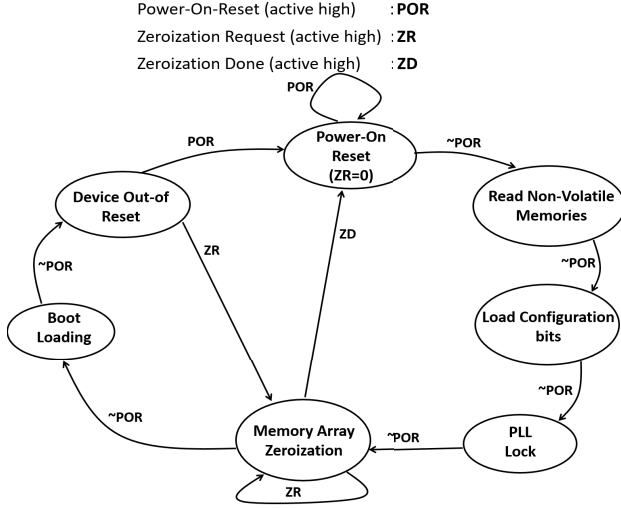 Power-On-Reset (active high) : POR
Zeroization Request (active high) : ZR
Zeroization Done (active high) : ZD
POR
Power-On
Reset
(ZR=0)
POR
~POR
Device Out-of
Reset
Read Non-Volatile
Memories
ZR
ZD
~POR
~POR
Boot
Loading
Load Configuration
bits
~POR
~POR
Memory Array
Zeroization
~POR
PLL
Lock
ZR